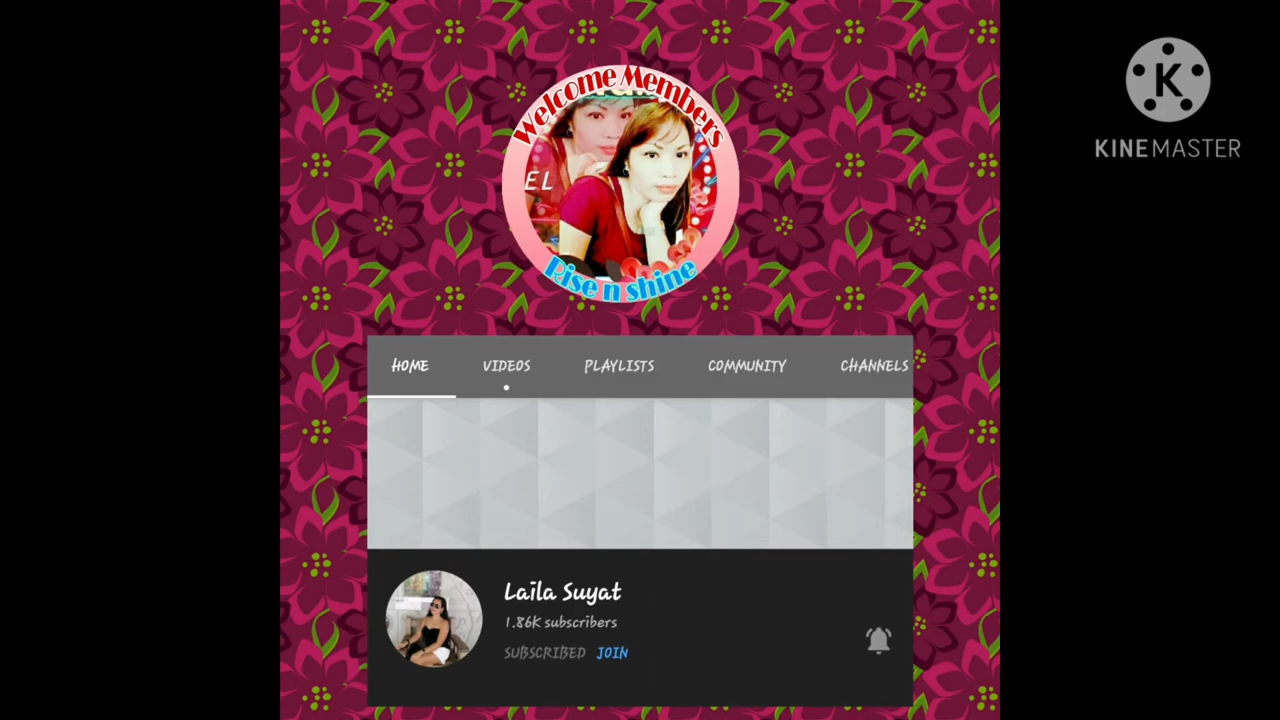 Welcome Members
EL
Rise n shine
K
KINEMASTER
HOME VIDEOS PLAYLISTS COMMUNITY CHANNELS
Laila Suyat
1.86K subscribers
SUBSCRIBED JOIN